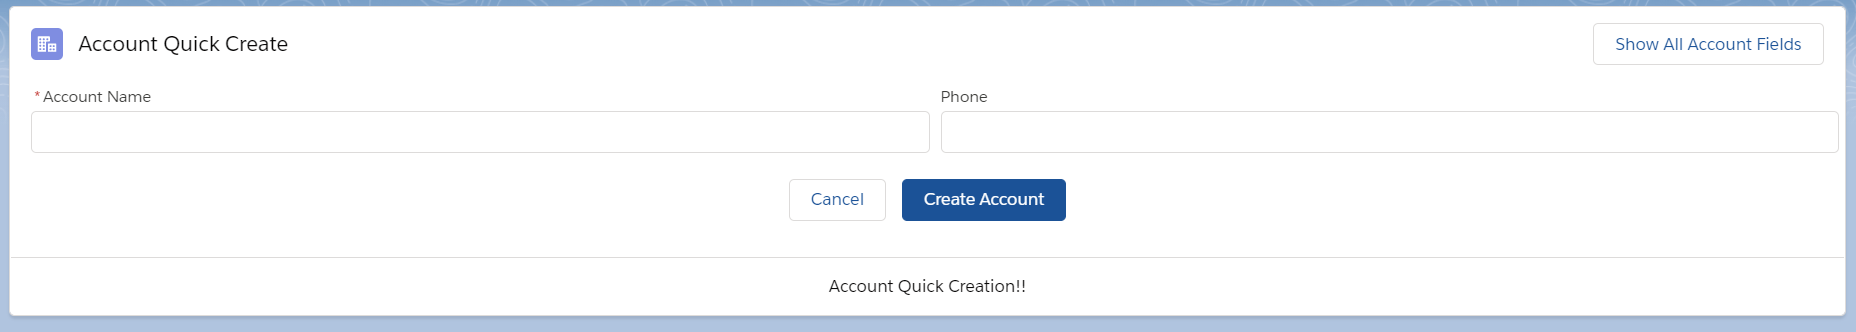 Account Quick Create
Show All Account Fields
*Account Name
Phone
Cancel
Create Account
Account Quick Creation!!